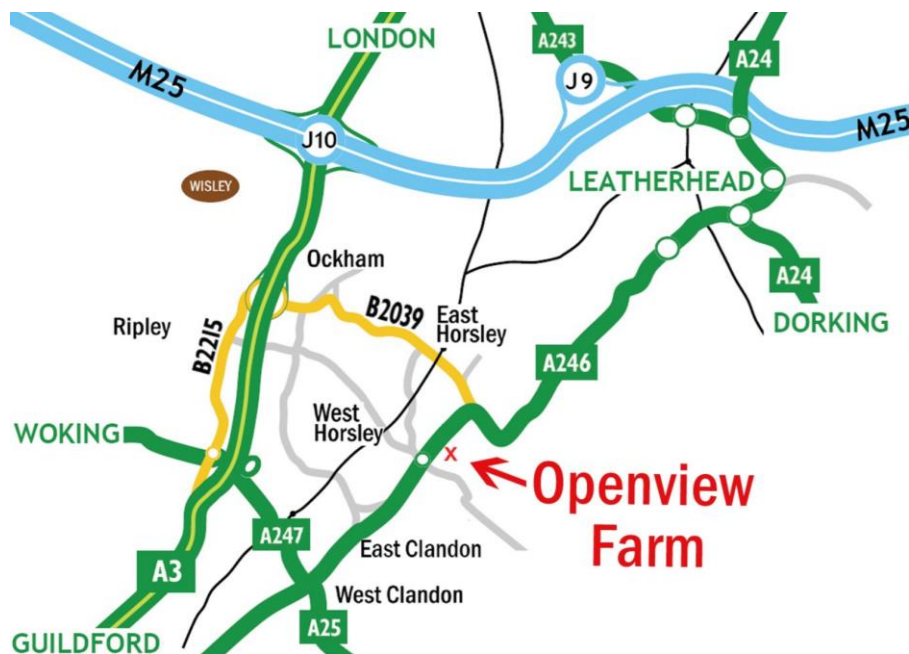 LONDON
A243
J9
A24
M25
M25
J10
WISLEY
LEATHERHEAD
Ockham
A24
Ripley
B2215
B2039
East
Horsley
DORKING
A246
WOKING
West
Horsley
X
Openview
Farm
A247
East Clandon
A3
West Clandon
A25
GUILDFORD